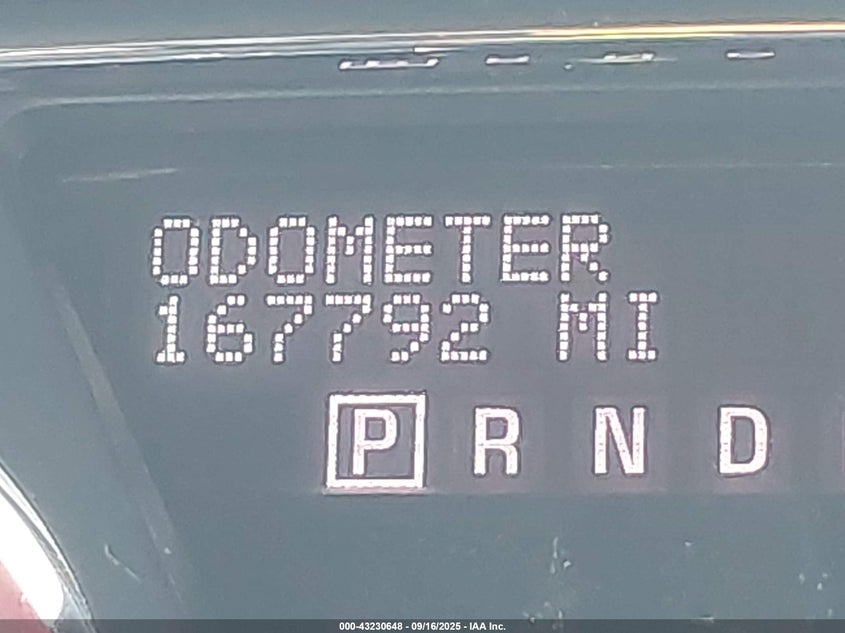 ODOMETER
167792 MI
P R N D
000-43230648 - 09/16/2025 - IAA Inc.